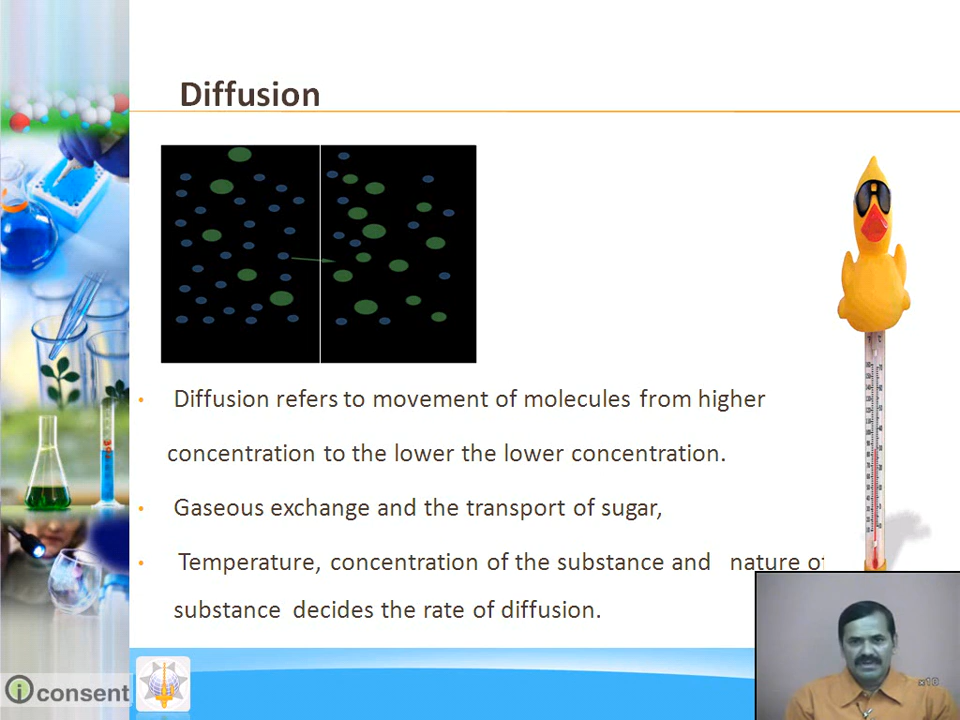 Diffusion
• Diffusion refers to movement of molecules from higher
concentration to the lower the lower concentration.
• Gaseous exchange and the transport of sugar,
• Temperature, concentration of the substance and nature of
substance decides the rate of diffusion.
i consent
x10